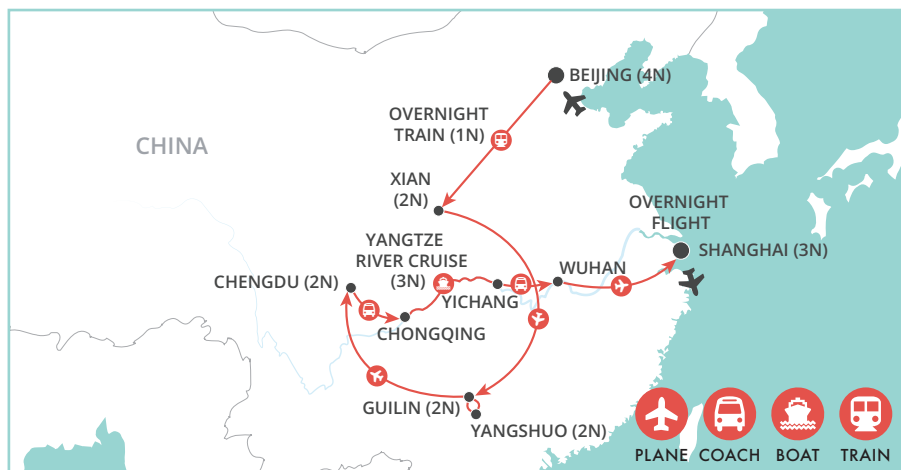 BEIJING (4N)
OVERNIGHT
TRAIN (1N)
CHINA
XIAN
(2N)
OVERNIGHT
FLIGHT
SHANGHAI (3N)
YANGTZE
RIVER CRUISE
(3N)
WUHAN
CHENGDU (2N)
YICHANG
CHONGQING
GUILIN (2N)
YANGSHUO (2N)
PLANE COACH BOAT TRAIN